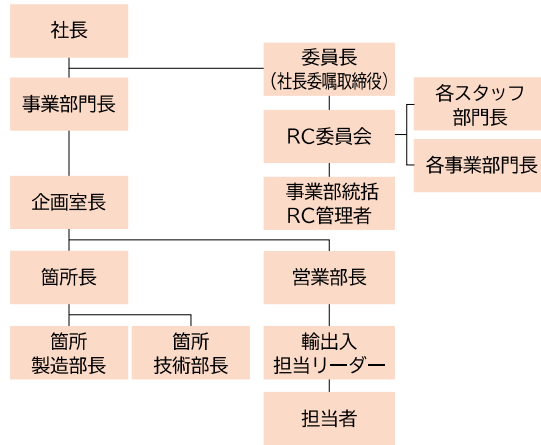 社長
委員長
（社長委嘱取締役）
事業部門長
各スタッフ
部門長
RC委員会
各事業部門長
企画室長
事業部統括
RC管理者
箇所長
営業部長
箇所
製造部長
箇所
技術部長
輸出入
担当リーダー
担当者